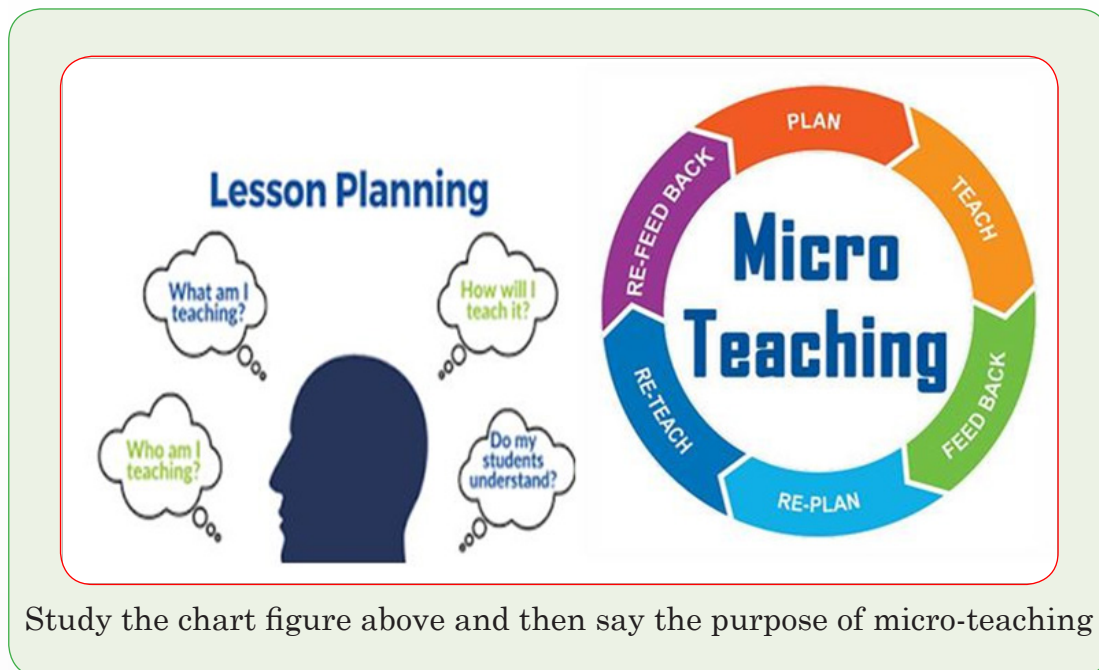 Lesson Planning
What am I
teaching?
How will I
teach it?
Who am I
teaching?
Do my
students
understand?
PLAN
TEACH
FEED BACK
RE-PLAN
RE-TEACH
RE-FEED BACK
Micro
Teaching
Study the chart figure above and then say the purpose of micro-teaching